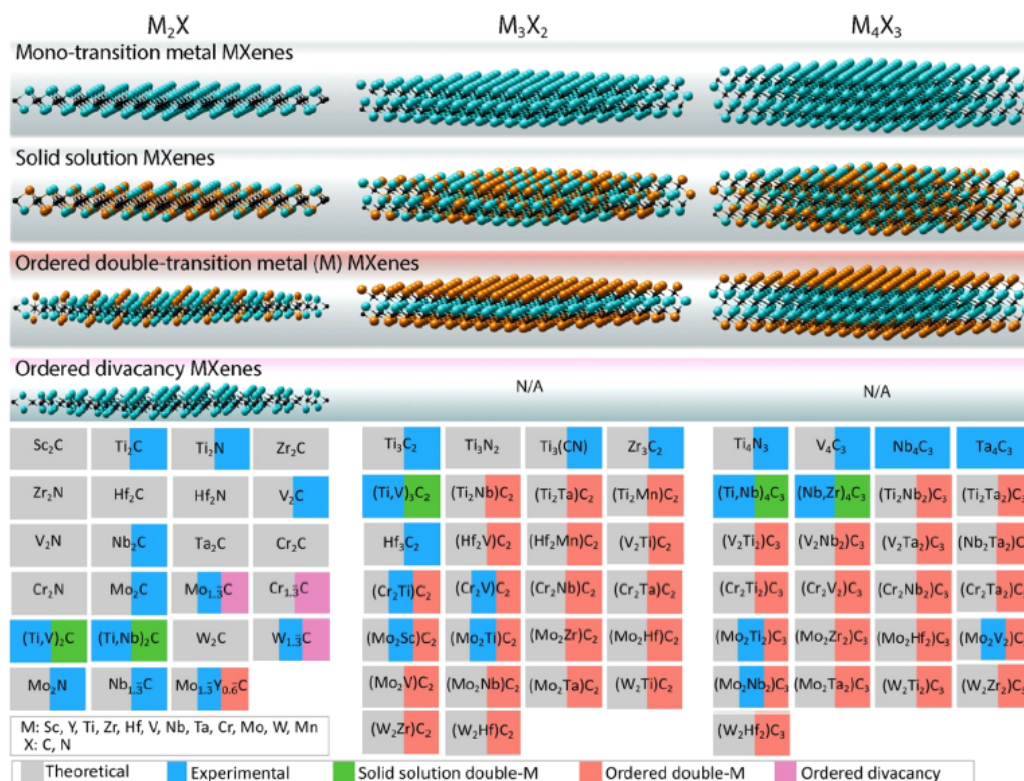 M₂X M₃X₂ M₄X₃
Mono-transition metal MXenes
Solid solution MXenes
Ordered double-transition metal (M) MXenes
Ordered divacancy MXenes
N/A N/A
Sc₂C Ti₂C Ti₂N Zr₂C Ti₃C₂ Ti₃N₂ Ti₃(CN) Zr₃C₂ Ti₄N₃ V₄C₃ Nb₄C₃ Ta₄C₃
Zr₂N Hf₂C Hf₂N V₂C (Ti,V)₃C₂ (Ti₂Nb)C₂ (Ti₂Ta)C₂ (Ti₂Mn)C₂ (Ti,Nb)₄C₃ (Nb,Zr)₄C₃ (Ti₂Nb₂)C₃ (Ti₂Ta₂)C₃
V₂N Nb₂C Ta₂C Cr₂C Hf₃C₂ (Hf₂V)C₂ (Hf₂Mn)C₂ (V₂Ti)C₂ (V₂Ti₂)C₃ (V₂Nb₂)C₃ (V₂Ta₂)C₃ (Nb₂Ta₂)C₃
Cr₂N Mo₂C Mo₁.₃̄C Cr₁.₃̄C (Cr₂Ti)C₂ (Cr₂V)C₂ (Cr₂Nb)C₂ (Cr₂Ta)C₂ (Cr₂Ti₂)C₃ (Cr₂V₂)C₃ (Cr₂Nb₂)C₃ (Cr₂Ta₂)C₃
(Ti,V)₂C (Ti,Nb)₂C W₂C W₁.₃̄C (Mo₂Sc)C₂ (Mo₂Ti)C₂ (Mo₂Zr)C₂ (Mo₂Hf)C₂ (Mo₂Ti₂)C₃ (Mo₂Zr₂)C₃ (Mo₂Hf₂)C₃ (Mo₂V₂)C₃
Mo₂N Nb₁.₃̄C Mo₁.₃̄Y₀.₆̄C (Mo₂V)C₂ (Mo₂Nb)C₂ (Mo₂Ta)C₂ (W₂Ti)C₂ (Mo₂Nb₂)C₃ (Mo₂Ta₂)C₃ (W₂Ti₂)C₃ (W₂Zr₂)C₃
(W₂Zr)C₂ (W₂Hf)C₂ (W₂Hf₂)C₃
M: Sc, Y, Ti, Zr, Hf, V, Nb, Ta, Cr, Mo, W, Mn
X: C, N
Theoretical Experimental Solid solution double-M Ordered double-M Ordered divacancy